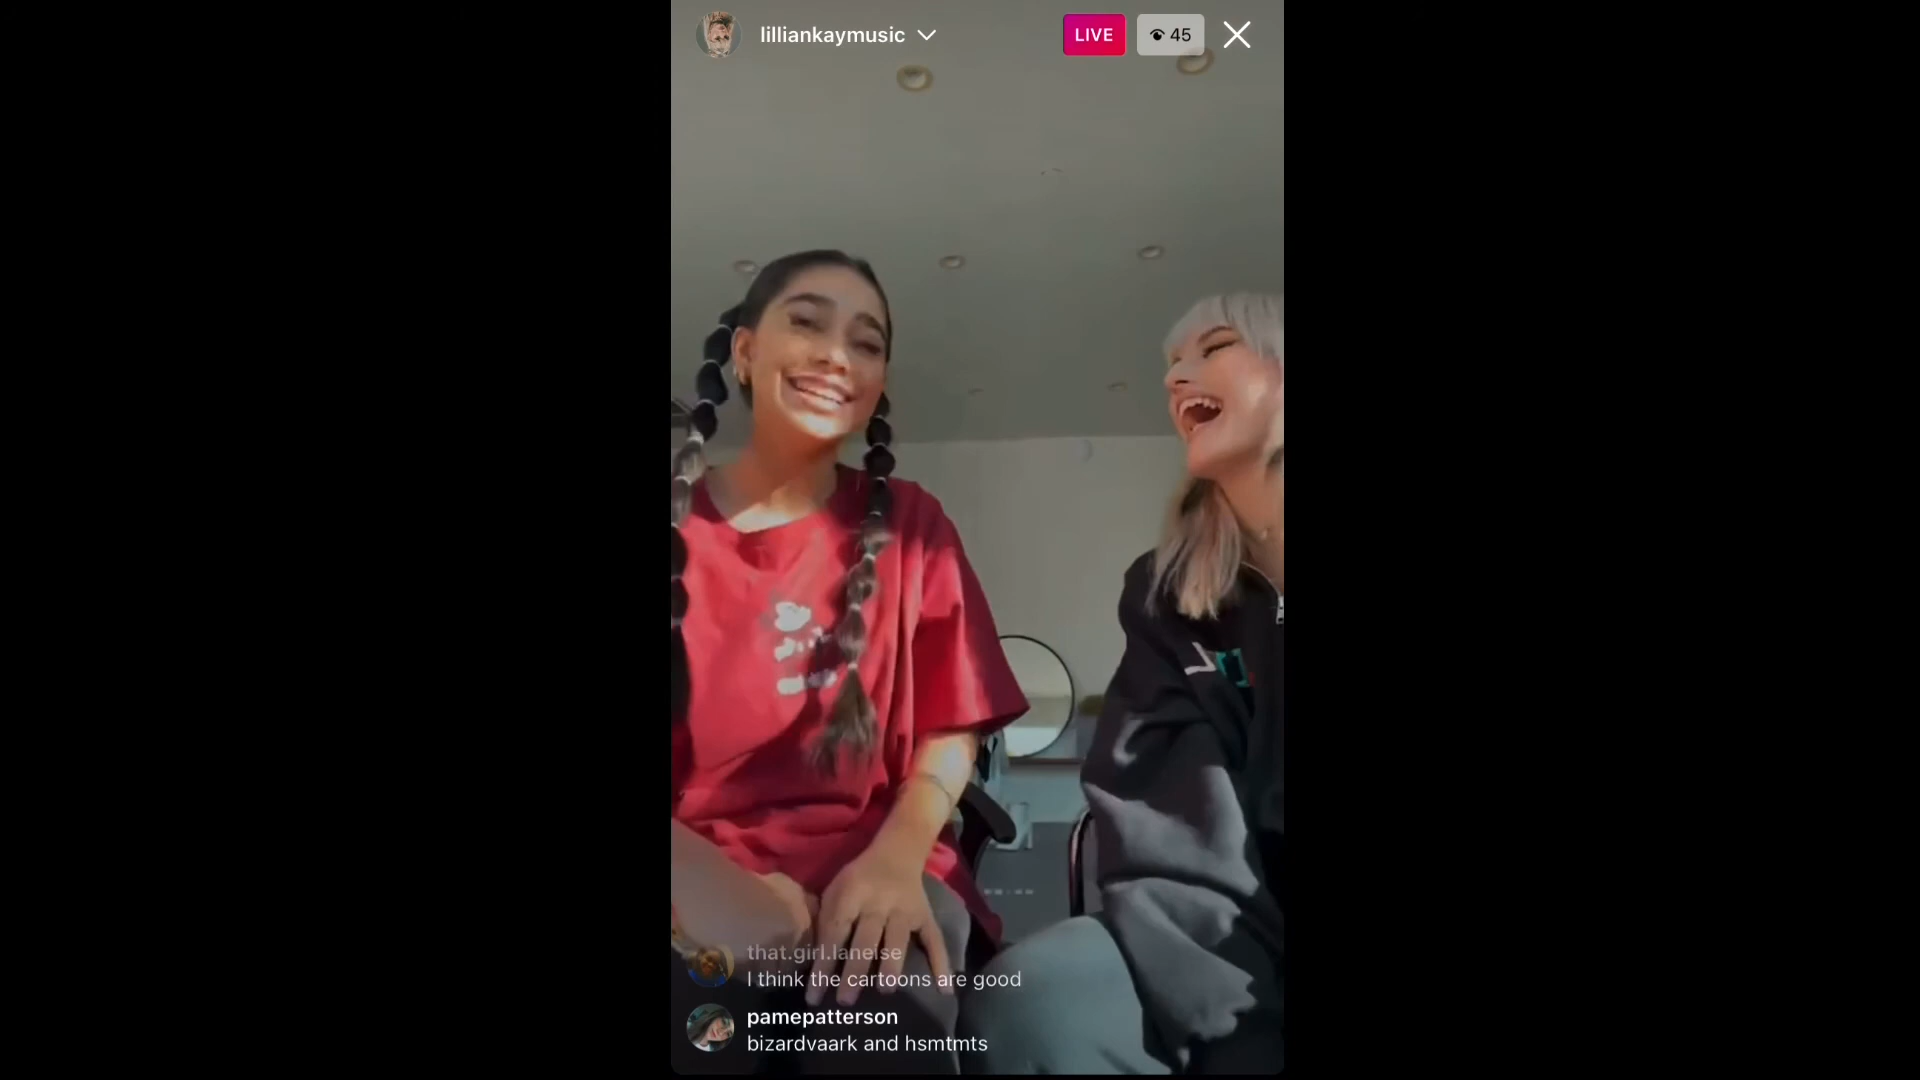 lilliankaymusic
LIVE
45
that.girl.laneise
I think the cartoons are good
pamepatterson
bizardvaark and hsmtmts